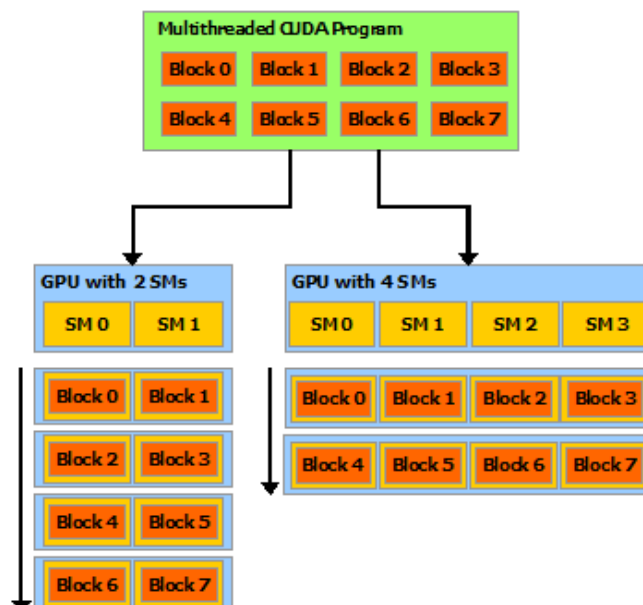 Multithreaded CUDA Program
Block 0 Block 1 Block 2 Block 3
Block 4 Block 5 Block 6 Block 7
GPU with 2 SMs
SM 0 SM 1
Block 0 Block 1
Block 2 Block 3
Block 4 Block 5
Block 6 Block 7
GPU with 4 SMs
SM 0 SM 1 SM 2 SM 3
Block 0 Block 1 Block 2 Block 3
Block 4 Block 5 Block 6 Block 7